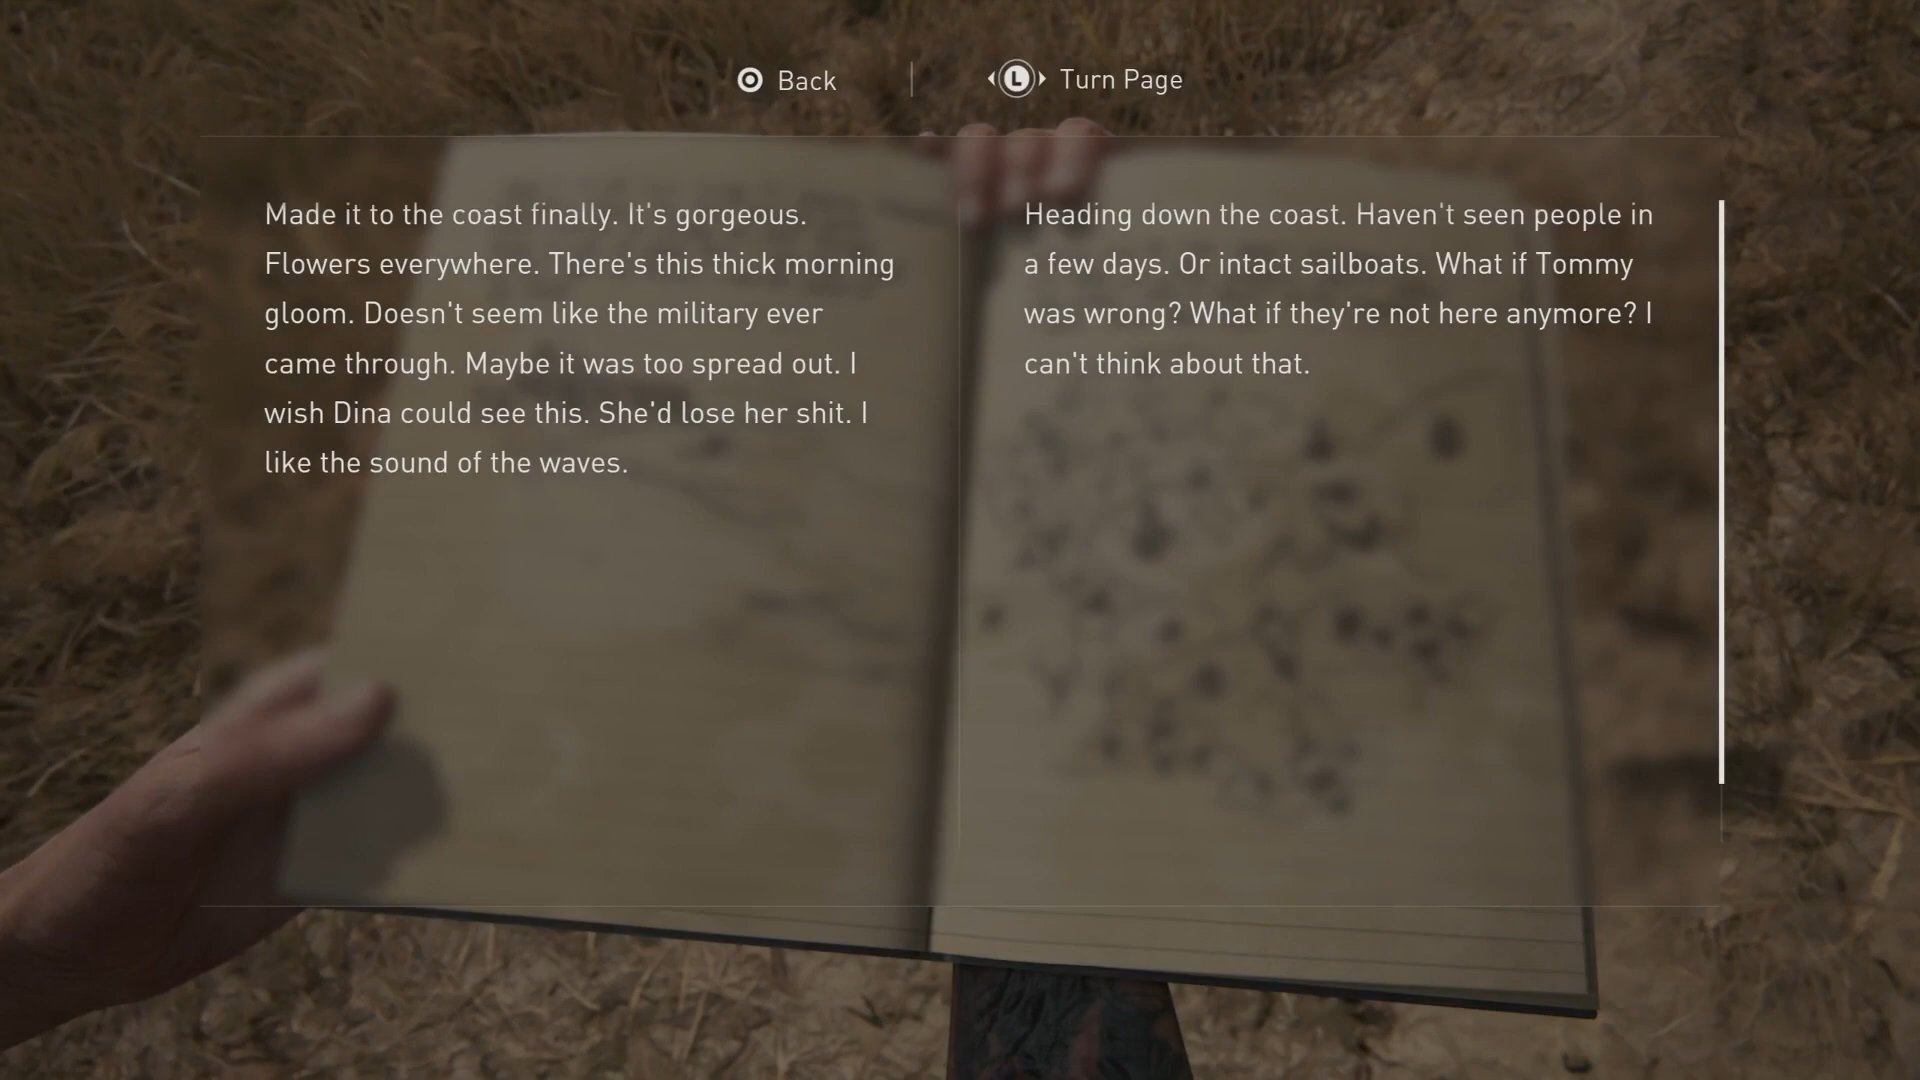 Back
L Turn Page
Made it to the coast finally. It's gorgeous.
Flowers everywhere. There's this thick morning
gloom. Doesn't seem like the military ever
came through. Maybe it was too spread out. I
wish Dina could see this. She'd lose her shit. I
like the sound of the waves.
Heading down the coast. Haven't seen people in
a few days. Or intact sailboats. What if Tommy
was wrong? What if they're not here anymore? I
can't think about that.